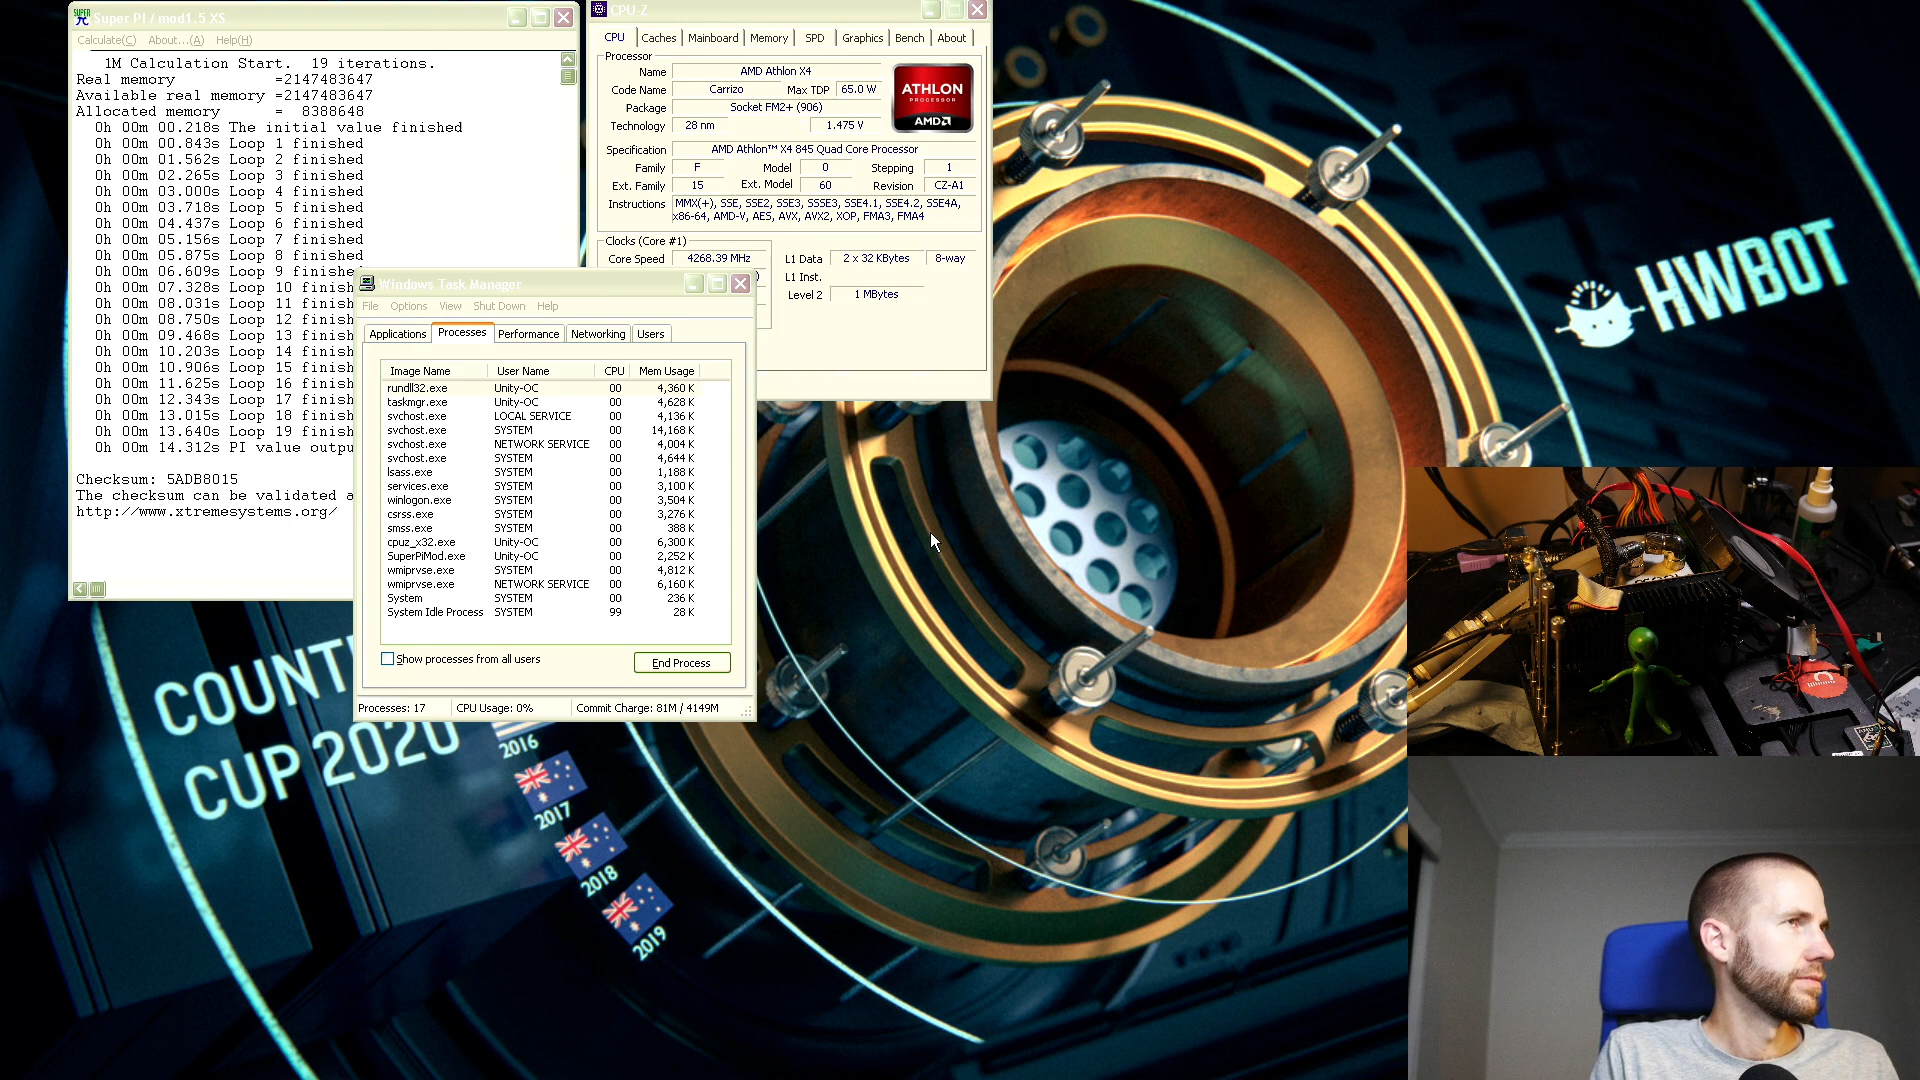 Super PI / mod1.5 XS
Calculate(C) About...(A) Help(H)
1M Calculation Start. 19 iterations.
Real memory =2147483647
Available real memory =2147483647
Allocated memory = 8388648
0h 00m 00.218s The initial value finished
0h 00m 00.843s Loop 1 finished
0h 00m 01.562s Loop 2 finished
0h 00m 02.265s Loop 3 finished
0h 00m 03.000s Loop 4 finished
0h 00m 03.718s Loop 5 finished
0h 00m 04.437s Loop 6 finished
0h 00m 05.156s Loop 7 finished
0h 00m 05.875s Loop 8 finished
0h 00m 06.609s Loop 9 finished
0h 00m 07.328s Loop 10 finish
0h 00m 08.031s Loop 11 finish
0h 00m 08.750s Loop 12 finish
0h 00m 09.468s Loop 13 finish
0h 00m 10.203s Loop 14 finish
0h 00m 10.906s Loop 15 finish
0h 00m 11.625s Loop 16 finish
0h 00m 12.343s Loop 17 finish
0h 00m 13.015s Loop 18 finish
0h 00m 13.640s Loop 19 finish
0h 00m 14.312s PI value outpu
Checksum: 5ADB8015
The checksum can be validated a
http://www.xtremesystems.org/
CPU-Z
CPU Caches Mainboard Memory SPD Graphics Bench About
Processor
Name AMD Athlon X4
Code Name Carrizo Max TDP 65.0 W
Package Socket FM2+ (906)
Technology 28 nm 1.475 V
ATHLON
PROCESSOR
AMD
Specification AMD Athlon™ X4 845 Quad Core Processor
Family F Model 0 Stepping 1
Ext. Family 15 Ext. Model 60 Revision CZ-A1
Instructions MMX(+), SSE, SSE2, SSE3, SSSE3, SSE4.1, SSE4.2, SSE4A,
x86-64, AMD-V, AES, AVX, AVX2, XOP, FMA3, FMA4
Clocks (Core #1)
Core Speed 4268.39 MHz
L1 Data 2 x 32 KBytes 8-way
L1 Inst.
Level 2 1 MBytes
Windows Task Manager
File Options View Shut Down Help
Applications Processes Performance Networking Users
Image Name User Name CPU Mem Usage
rundll32.exe Unity-OC 00 4,360 K
taskmgr.exe Unity-OC 00 4,628 K
svchost.exe LOCAL SERVICE 00 4,136 K
svchost.exe SYSTEM 00 14,168 K
svchost.exe NETWORK SERVICE 00 4,004 K
svchost.exe SYSTEM 00 4,644 K
lsass.exe SYSTEM 00 1,188 K
services.exe SYSTEM 00 3,100 K
winlogon.exe SYSTEM 00 3,504 K
csrss.exe SYSTEM 00 3,276 K
smss.exe SYSTEM 00 388 K
cpuz_x32.exe Unity-OC 00 6,300 K
SuperPiMod.exe Unity-OC 00 2,252 K
wmiprvse.exe SYSTEM 00 4,812 K
wmiprvse.exe NETWORK SERVICE 00 6,160 K
System SYSTEM 00 236 K
System Idle Process SYSTEM 99 28 K
Show processes from all users
End Process
Processes: 17 CPU Usage: 0% Commit Charge: 81M / 4149M
HWBOT
COUNT
CUP 2020
2016
2017
2018
2019